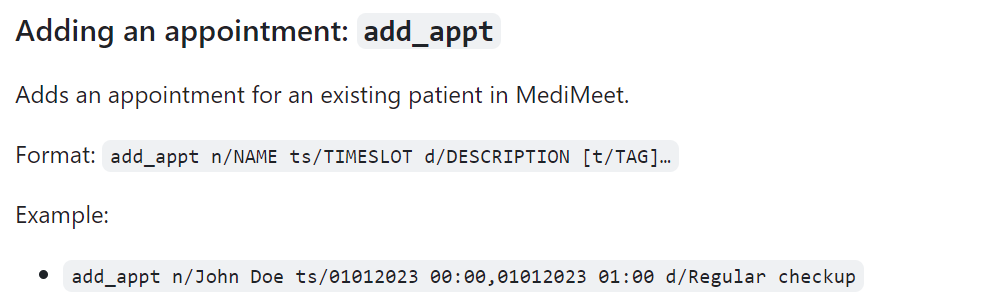 Adding an appointment: add_appt
Adds an appointment for an existing patient in MediMeet.
Format: add_appt n/NAME ts/TIMESLOT d/DESCRIPTION [t/TAG]…
Example:
• add_appt n/John Doe ts/01012023 00:00,01012023 01:00 d/Regular checkup